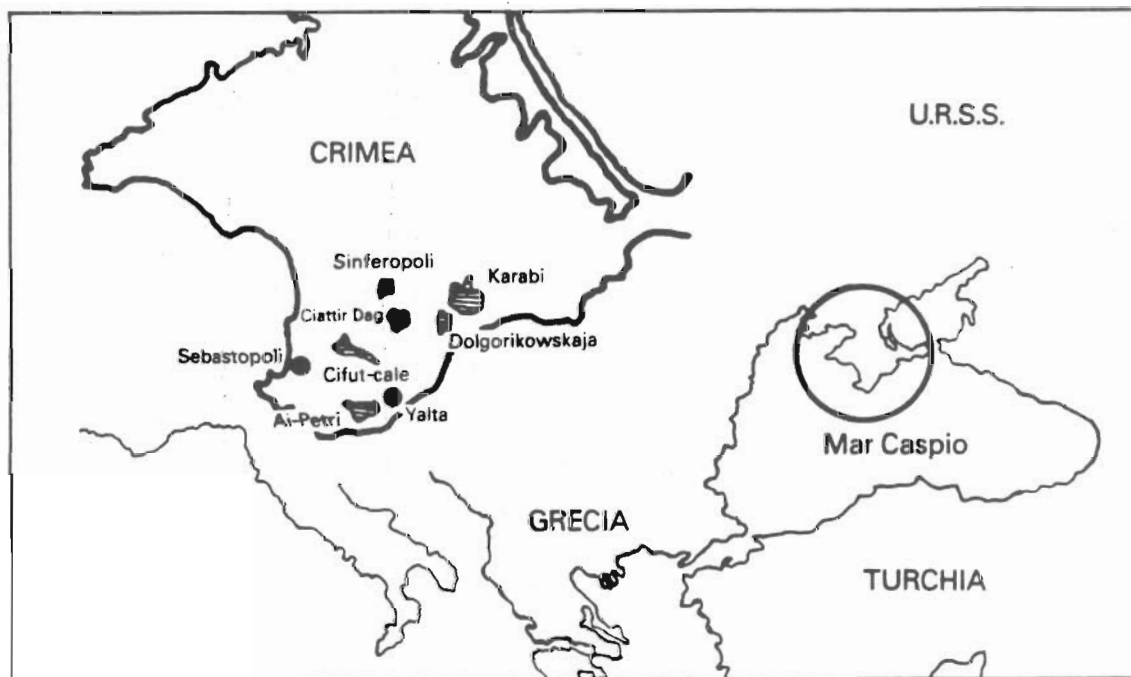 U.R.S.S.
CRIMEA
Sinferopoli
Karabi
Ciattir Dag
Dolgorikowskaja
Sebastopoli
Cifut-cale
Ai-Petri
Yalta
Mar Caspio
GRECIA
TURCHIA